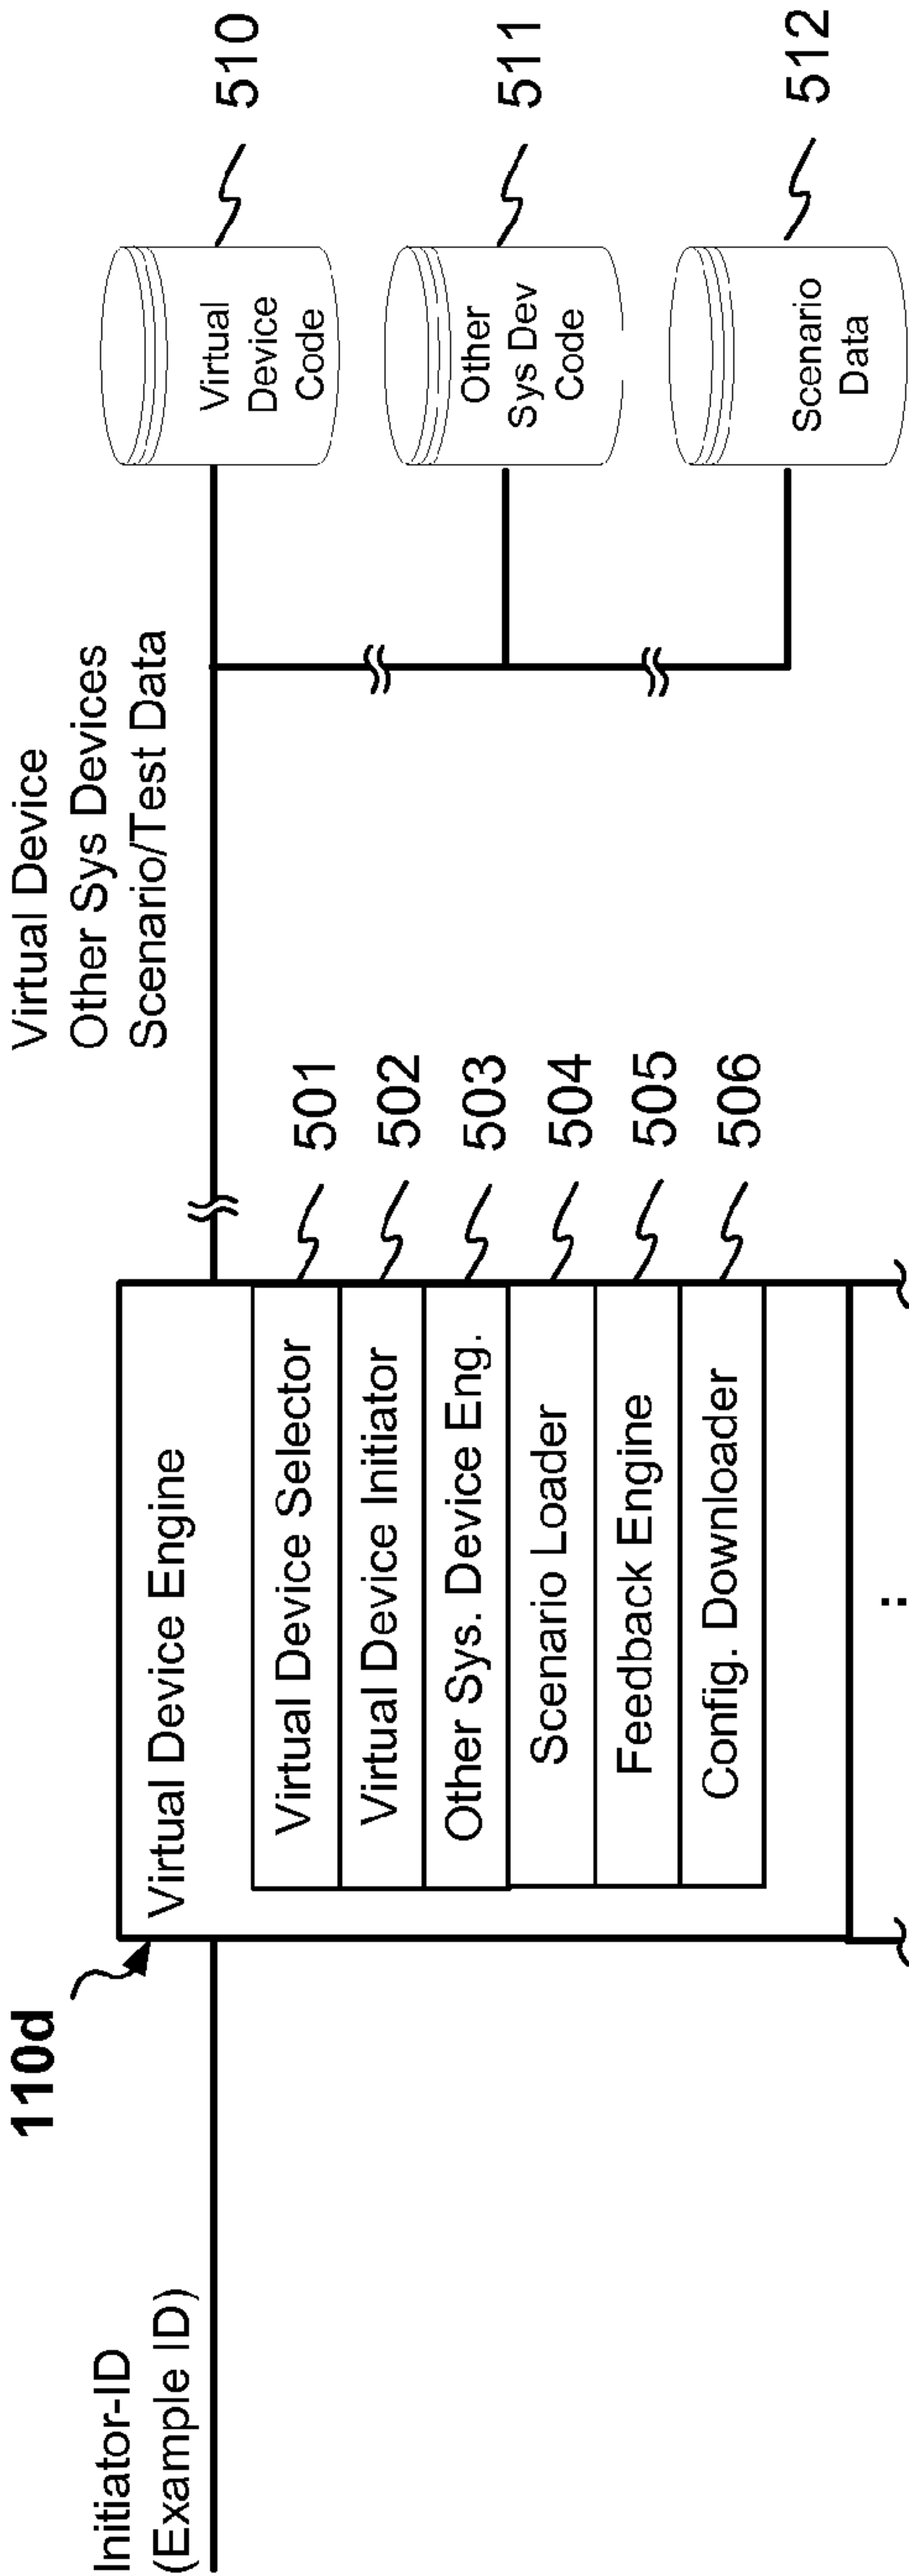 Initiator-ID
(Example ID)
110d
Virtual Device Engine
Virtual Device Selector
501
Virtual Device Initiator
502
Other Sys. Device Eng.
503
Scenario Loader
504
Feedback Engine
505
Config. Downloader
506
:
Virtual Device
Other Sys Devices
Scenario/Test Data
Virtual
Device
Code
510
Other
Sys Dev
Code
511
Scenario
Data
512